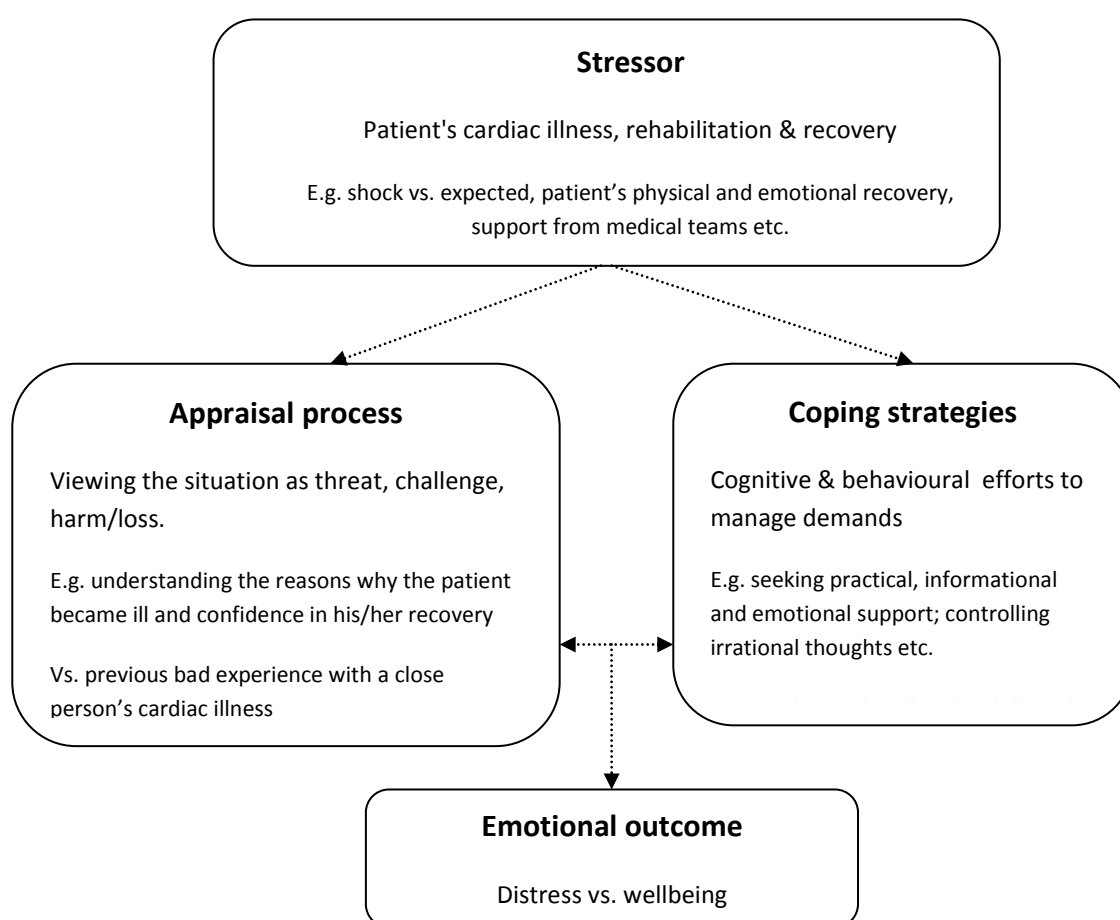 Stressor
Patient's cardiac illness, rehabilitation & recovery
E.g. shock vs. expected, patient’s physical and emotional recovery,
support from medical teams etc.
Appraisal process
Viewing the situation as threat, challenge,
harm/loss.
E.g. understanding the reasons why the patient
became ill and confidence in his/her recovery
Vs. previous bad experience with a close
person’s cardiac illness
Coping strategies
Cognitive & behavioural  efforts to
manage demands
E.g. seeking practical, informational
and emotional support; controlling
irrational thoughts etc.
Emotional outcome
Distress vs. wellbeing